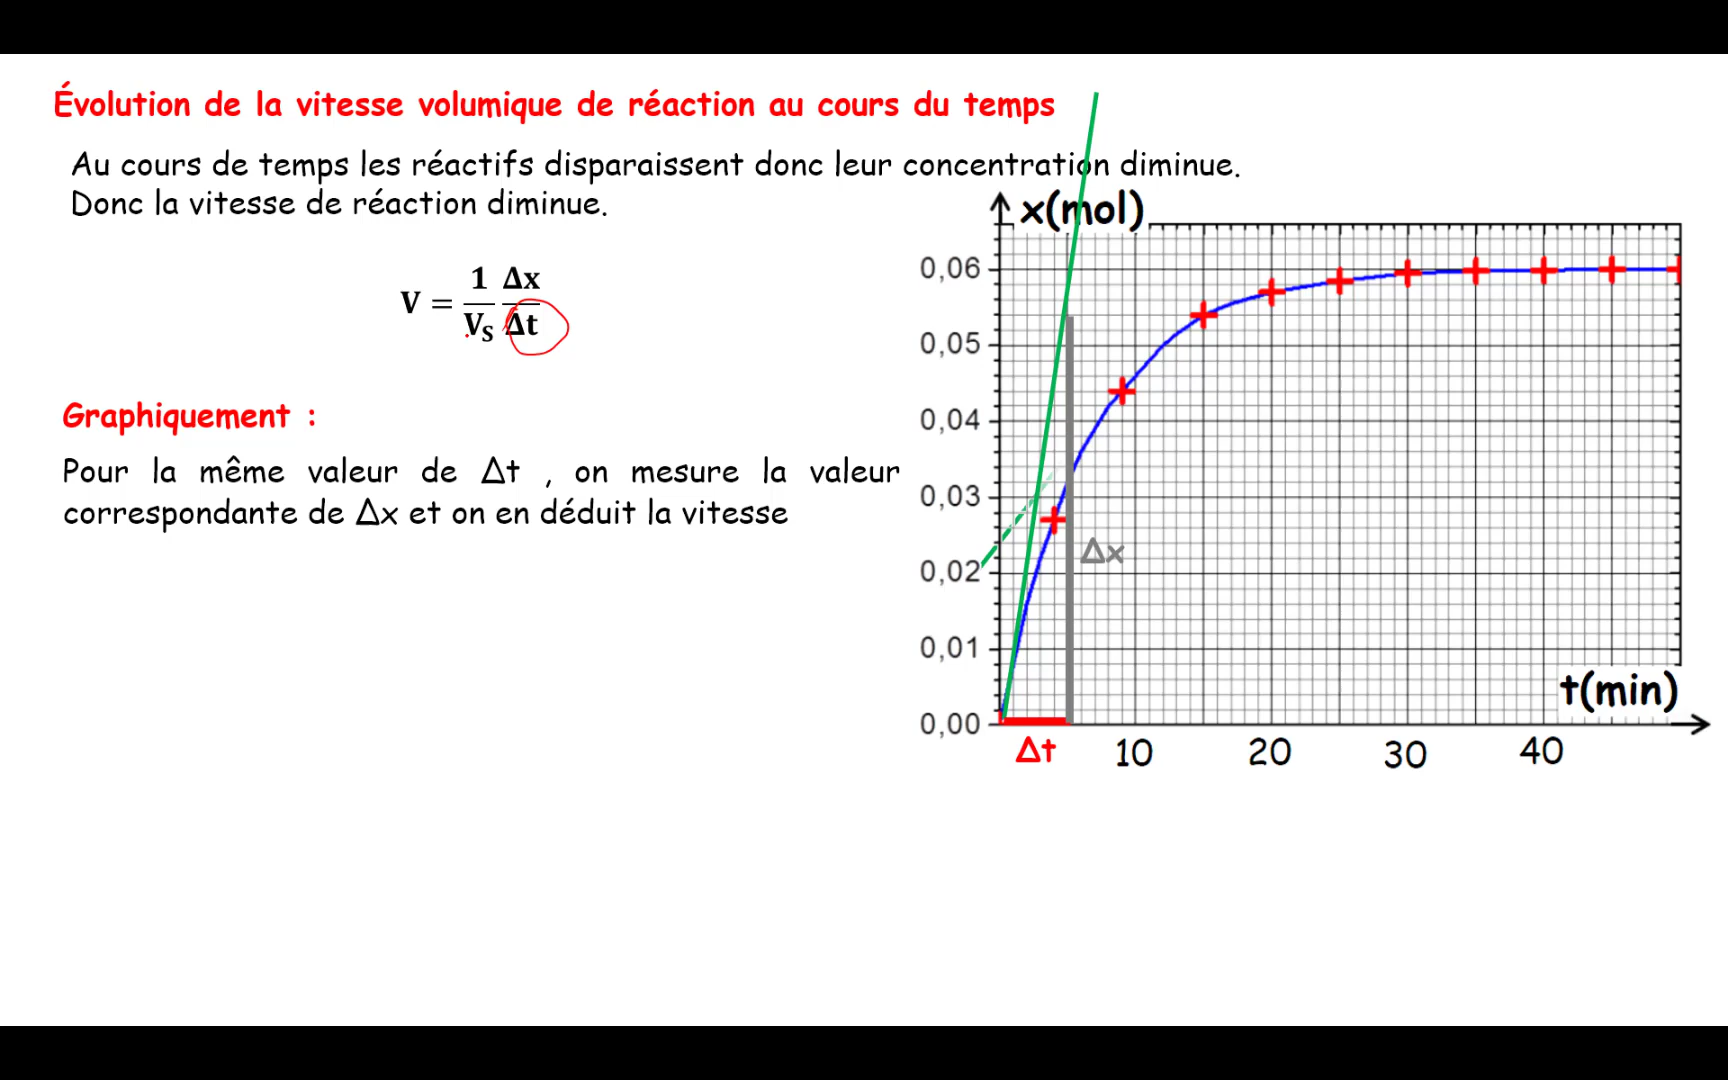 Évolution de la vitesse volumique de réaction au cours du temps
Au cours de temps les réactifs disparaissent donc leur concentration diminue.
Donc la vitesse de réaction diminue.
V = 1/V_S Δx/Δt
Graphiquement :
Pour la même valeur de Δt , on mesure la valeur
correspondante de Δx et on en déduit la vitesse
x(mol)
0,06
0,05
0,04
0,03
0,02
0,01
0,00
Δx
t(min)
Δt 10 20 30 40